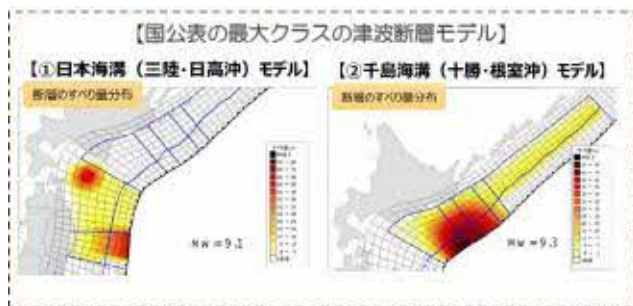 【国公表の最大クラスの津波断層モデル】
【①日本海溝（三陸・日高沖）モデル】
断層のすべり量分布
Mw＝9.1
【②千島海溝（十勝・根室沖）モデル】
断層のすべり量分布
Mw＝9.3